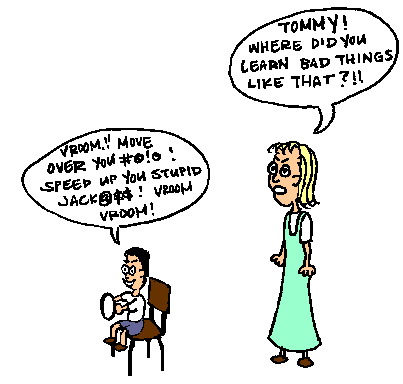 TOMMY!
WHERE DID YOU
LEARN BAD THINGS
LIKE THAT?!!
VROOM!! MOVE
OVER YOU #@!@ !
SPEED UP YOU STUPID
JACK@$$! VROOM
VROOM!